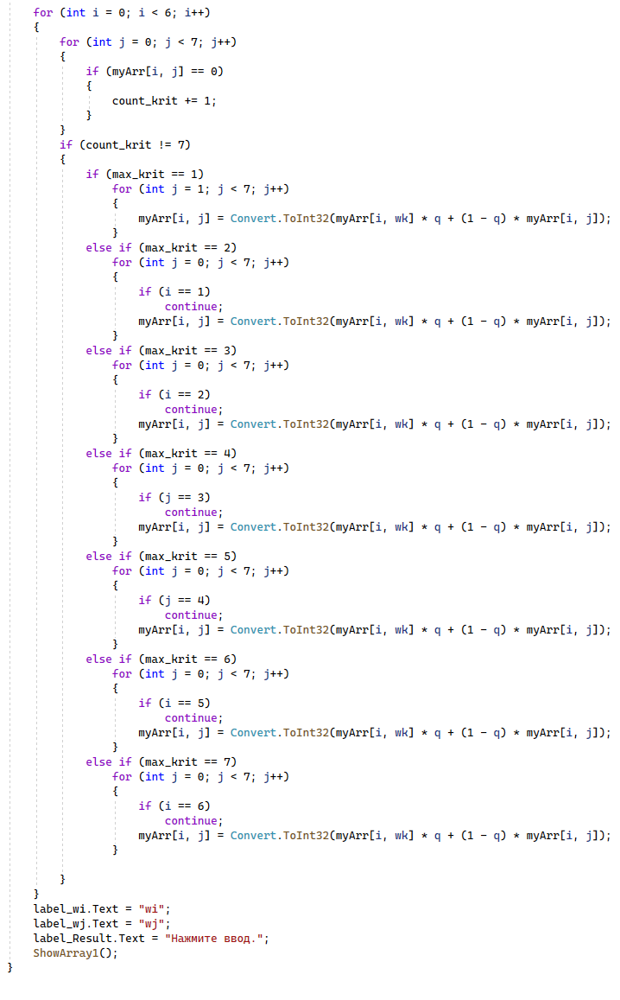 for (int i = 0; i < 6; i++)
{
for (int j = 0; j < 7; j++)
{
if (myArr[i, j] == 0)
{
count_krit += 1;
}
}
if (count_krit != 7)
{
if (max_krit == 1)
for (int j = 1; j < 7; j++)
{
myArr[i, j] = Convert.ToInt32(myArr[i, wk] * q + (1 - q) * myArr[i, j]);
}
else if (max_krit == 2)
for (int j = 0; j < 7; j++)
{
if (i == 1)
continue;
myArr[i, j] = Convert.ToInt32(myArr[i, wk] * q + (1 - q) * myArr[i, j]);
}
else if (max_krit == 3)
for (int j = 0; j < 7; j++)
{
if (i == 2)
continue;
myArr[i, j] = Convert.ToInt32(myArr[i, wk] * q + (1 - q) * myArr[i, j]);
}
else if (max_krit == 4)
for (int j = 0; j < 7; j++)
{
if (j == 3)
continue;
myArr[i, j] = Convert.ToInt32(myArr[i, wk] * q + (1 - q) * myArr[i, j]);
}
else if (max_krit == 5)
for (int j = 0; j < 7; j++)
{
if (j == 4)
continue;
myArr[i, j] = Convert.ToInt32(myArr[i, wk] * q + (1 - q) * myArr[i, j]);
}
else if (max_krit == 6)
for (int j = 0; j < 7; j++)
{
if (i == 5)
continue;
myArr[i, j] = Convert.ToInt32(myArr[i, wk] * q + (1 - q) * myArr[i, j]);
}
else if (max_krit == 7)
for (int j = 0; j < 7; j++)
{
if (i == 6)
continue;
myArr[i, j] = Convert.ToInt32(myArr[i, wk] * q + (1 - q) * myArr[i, j]);
}
}
}
label_wi.Text = "wi";
label_wj.Text = "wj";
label_Result.Text = "Нажмите ввод.";
ShowArray1();
}